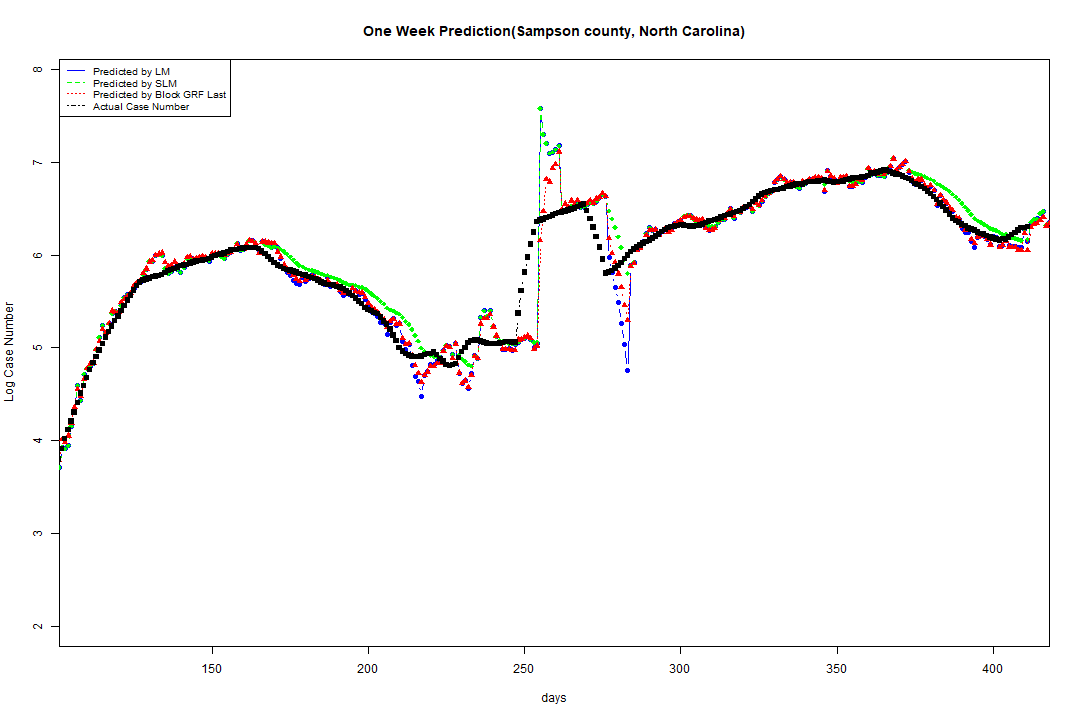 One Week Prediction(Sampson county, North Carolina)
Predicted by LM
Predicted by SLM
Predicted by Block GRF Last
Actual Case Number
8
7
6
5
4
3
2
Log Case Number
150 200 250 300 350 400
days